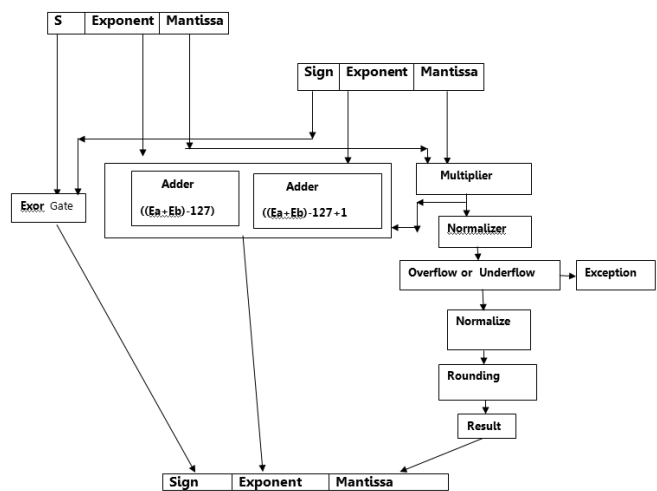 S Exponent Mantissa
Sign Exponent Mantissa
Adder
((Ea+Eb)-127)
Adder
((Ea+Eb)-127+1
Multiplier
Exor Gate
Normalizer
Overflow or Underflow
Exception
Normalize
Rounding
Result
Sign Exponent Mantissa